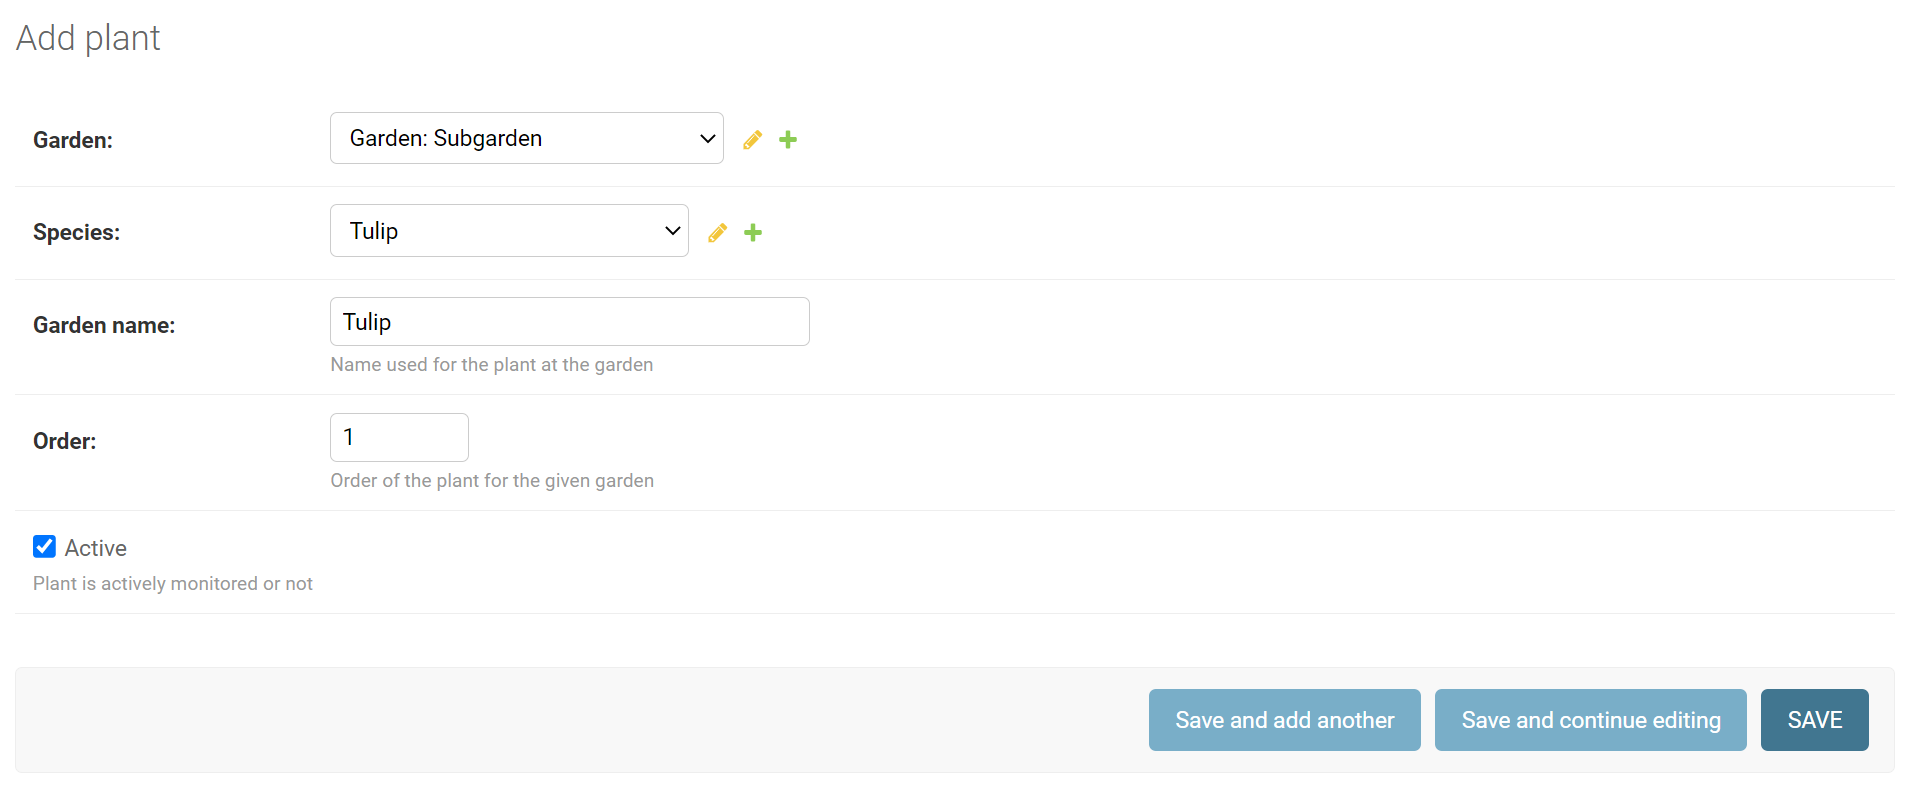 Add plant
Garden: Garden: Subgarden
Species: Tulip
Garden name: Tulip
Name used for the plant at the garden
Order: 1
Order of the plant for the given garden
Active
Plant is actively monitored or not
Save and add another Save and continue editing SAVE